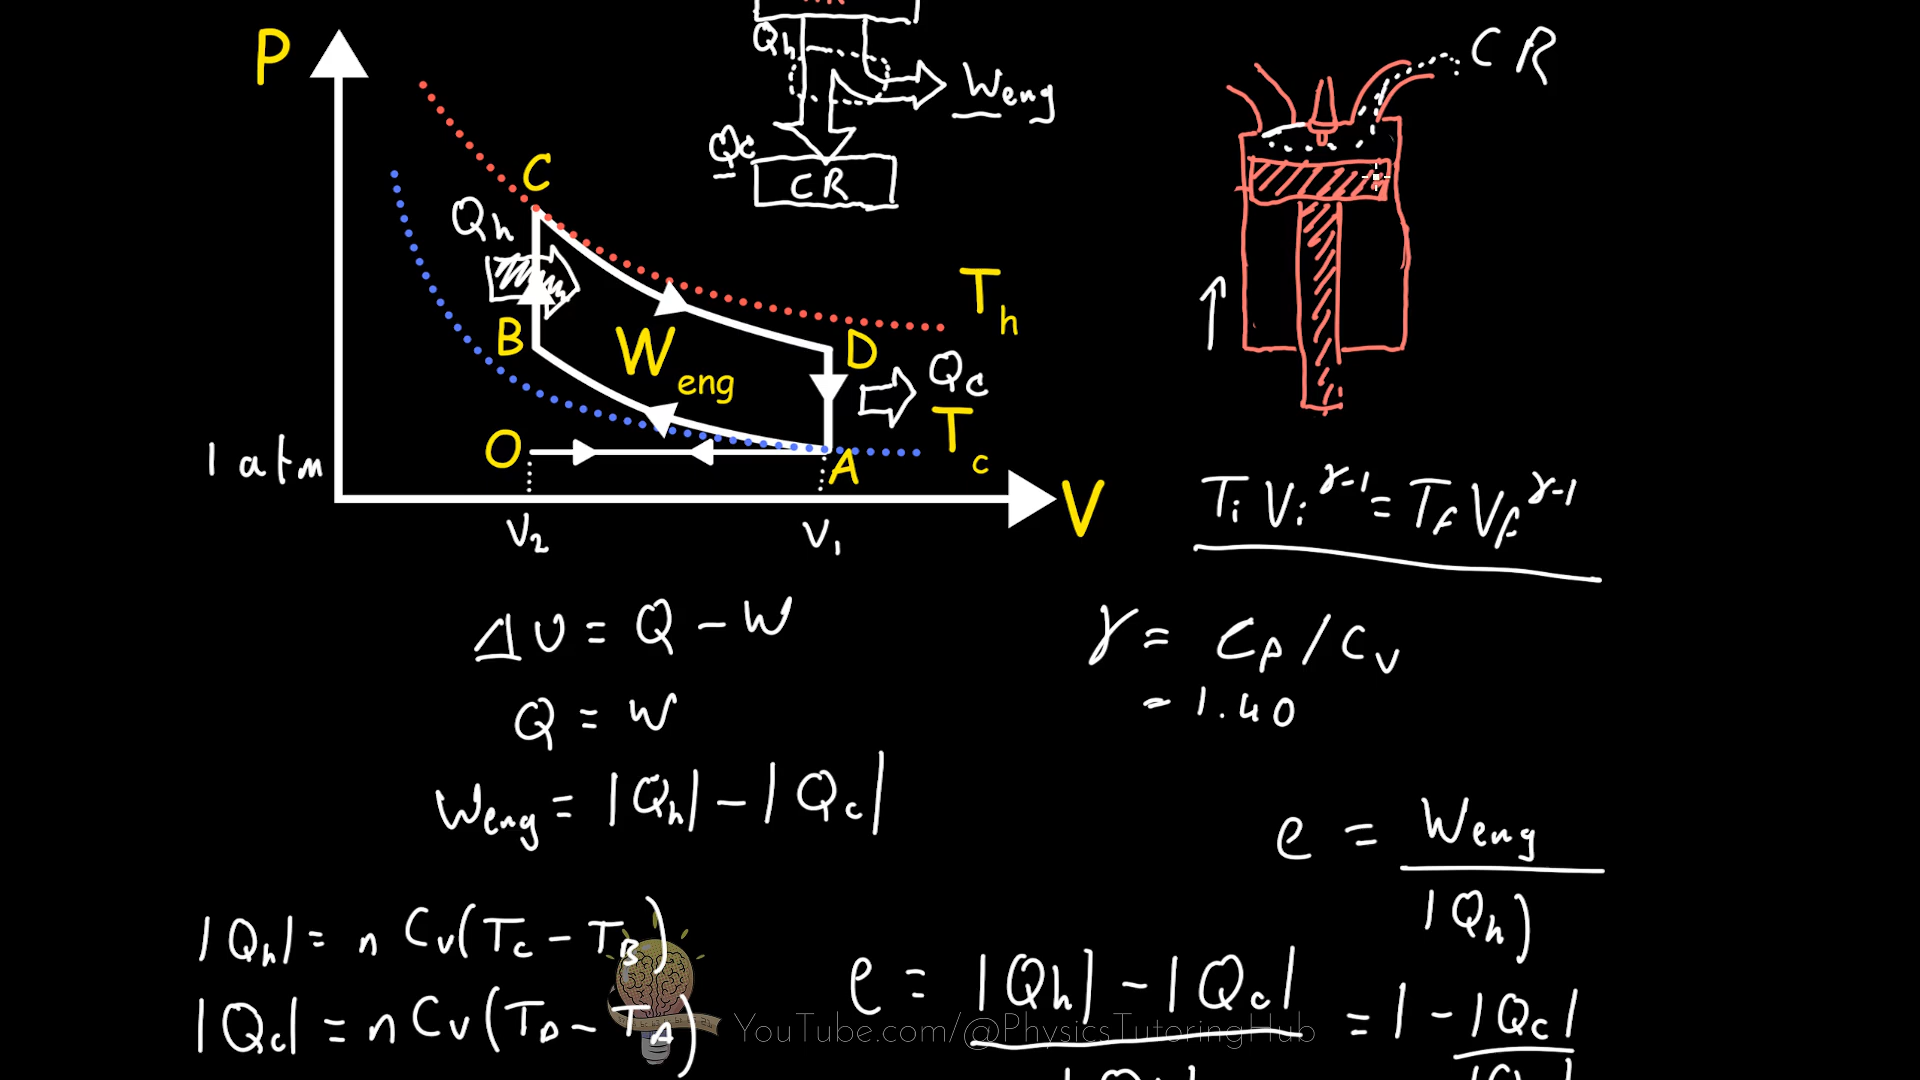 P
Qh
Weng
CR
Qc
CR
C
Qh
Th
B
Weng
D
Qc
Tc
O
A
1 atm
V
V₂
V₁
Tᵢ Vᵢ^γ-1 = T_f V_f^γ-1
ΔU = Q - W
γ = Cp / Cv
= 1.40
Q = W
Weng = |Qh| - |Qc|
e = Weng
|Qh|
|Qh| = n Cv(Tc - TB)
e = |Qh| - |Qc| = 1 - |Qc|
|Qc| = n Cv(TD - TA)
YouTube.com/@PhysicsTutoringHub